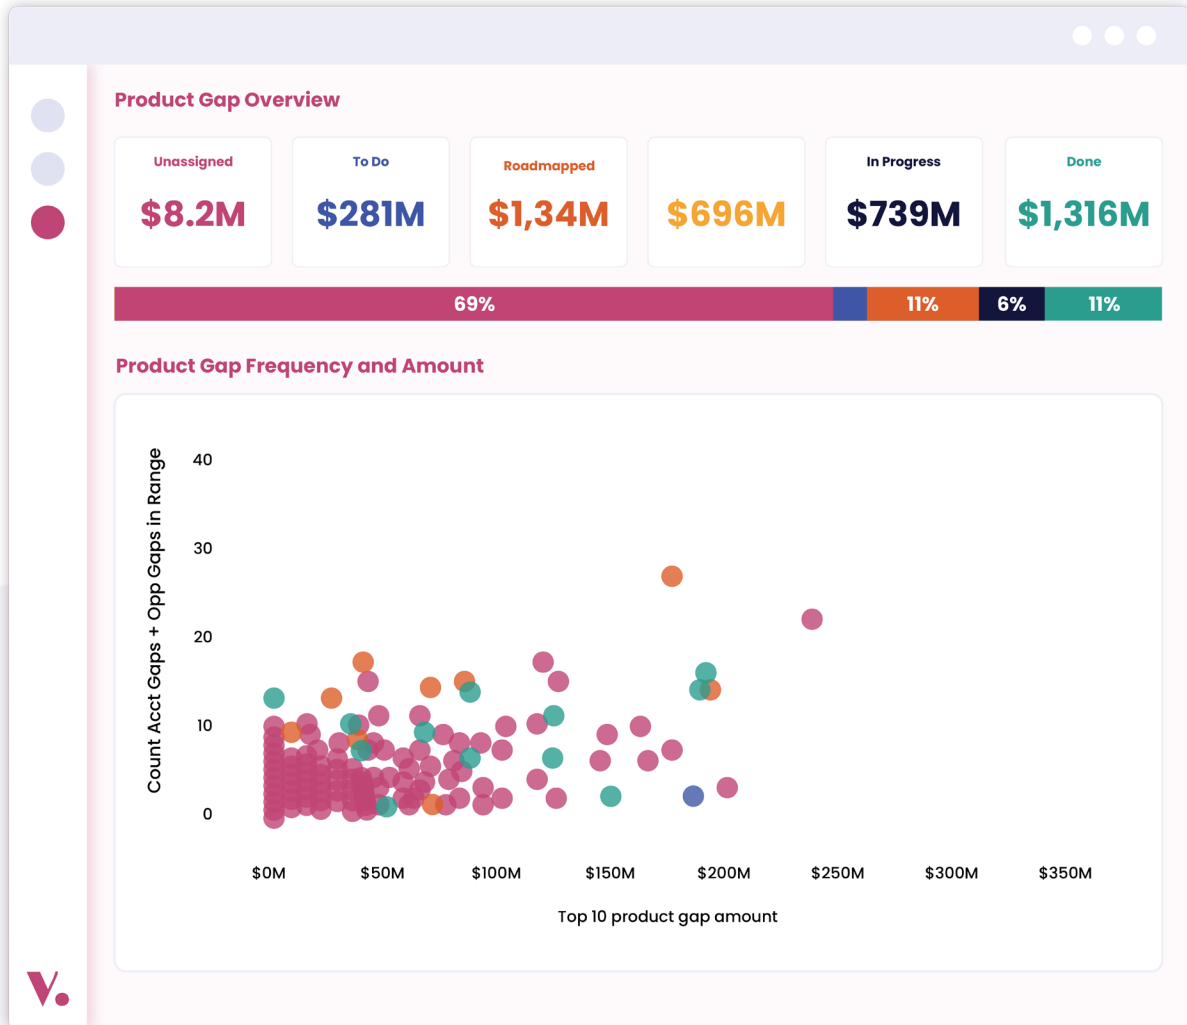 Product Gap Overview
Unassigned
$8.2M
To Do
$281M
Roadmapped
$1,34M
$696M
In Progress
$739M
Done
$1,316M
69%
11%
6%
11%
Product Gap Frequency and Amount
Count Acct Gaps + Opp Gaps in Range
40
30
20
10
0
$0M
$50M
$100M
$150M
$200M
$250M
$300M
$350M
Top 10 product gap amount
V.